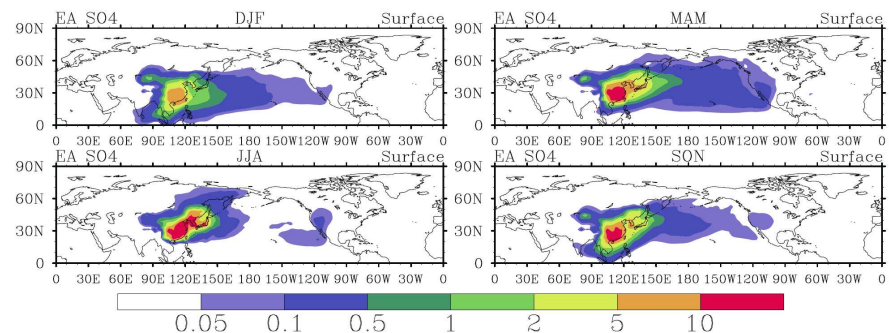 EA SO4 DJF Surface
EA SO4 MAM Surface
90N 90N
60N 60N
30N 30N
0 0
0 30E 60E 90E 120E 150E 180 150W 120W 90W 60W 30W 0
0 30E 60E 90E 120E 150E 180 150W 120W 90W 60W 30W 0
EA SO4 JJA Surface
EA SO4 SON Surface
90N 90N
60N 60N
30N 30N
0 0
0 30E 60E 90E 120E 150E 180 150W 120W 90W 60W 30W 0
0 30E 60E 90E 120E 150E 180 150W 120W 90W 60W 30W 0
0.05 0.1 0.5 1 2 5 10